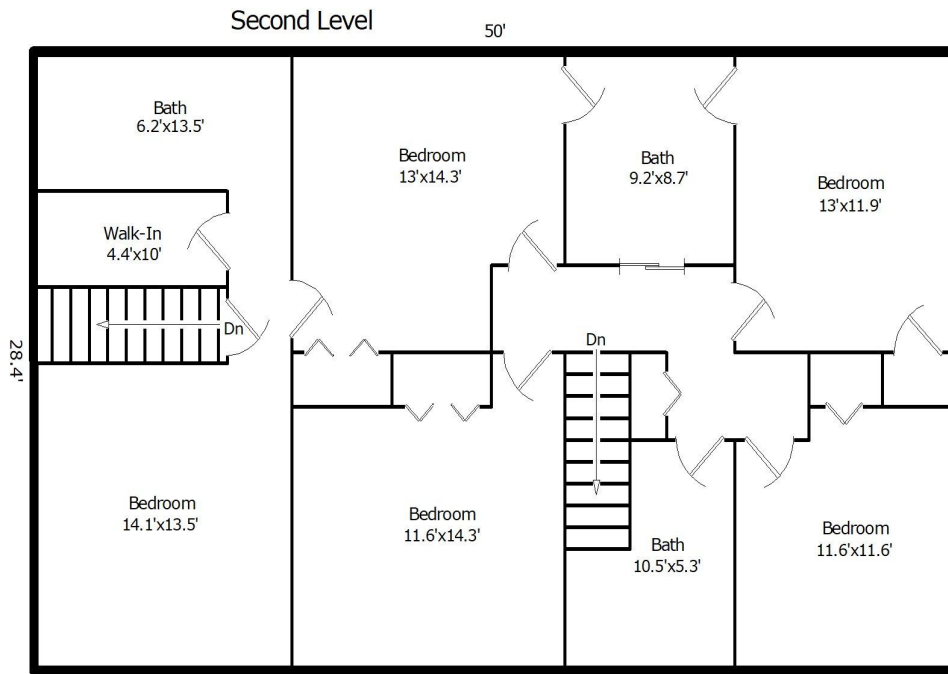 Second Level
50'
Bath
6.2'x13.5'
Bedroom
13'x14.3'
Bath
9.2'x8.7'
Bedroom
13'x11.9'
Walk-In
4.4'x10'
Dn
Dn
28.4'
Bedroom
14.1'x13.5'
Bedroom
11.6'x14.3'
Bath
10.5'x5.3'
Bedroom
11.6'x11.6'